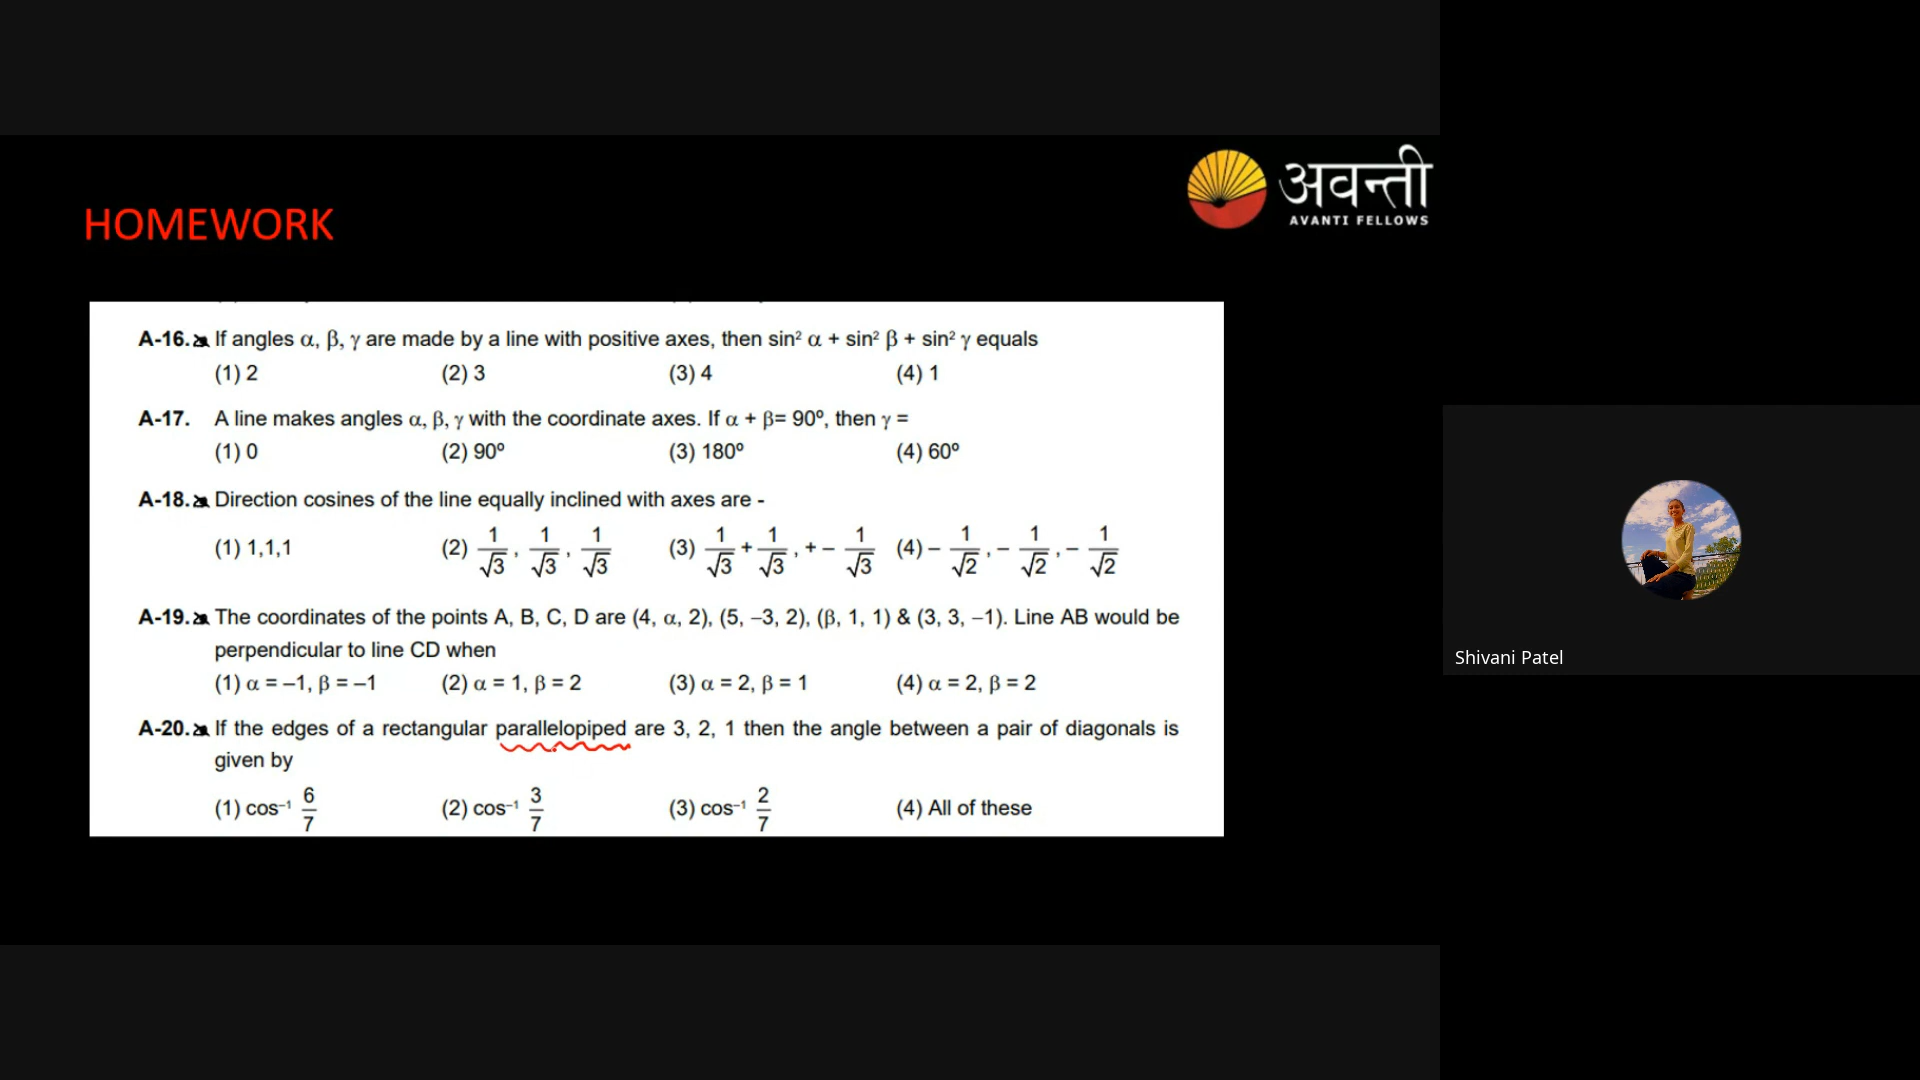 अवन्ती
AVANTI FELLOWS
HOMEWORK
A-16. If angles α, β, γ are made by a line with positive axes, then sin² α + sin² β + sin² γ equals
(1) 2 (2) 3 (3) 4 (4) 1
A-17. A line makes angles α, β, γ with the coordinate axes. If α + β= 90º, then γ =
(1) 0 (2) 90º (3) 180º (4) 60º
A-18. Direction cosines of the line equally inclined with axes are -
(1) 1,1,1 (2) 1/√3, 1/√3, 1/√3 (3) 1/√3 + 1/√3, + − 1/√3 (4) − 1/√2, − 1/√2, − 1/√2
A-19. The coordinates of the points A, B, C, D are (4, α, 2), (5, –3, 2), (β, 1, 1) & (3, 3, –1). Line AB would be
perpendicular to line CD when
(1) α = –1, β = –1 (2) α = 1, β = 2 (3) α = 2, β = 1 (4) α = 2, β = 2
A-20. If the edges of a rectangular parallelopiped are 3, 2, 1 then the angle between a pair of diagonals is
given by
(1) cos⁻¹ 6/7 (2) cos⁻¹ 3/7 (3) cos⁻¹ 2/7 (4) All of these
Shivani Patel